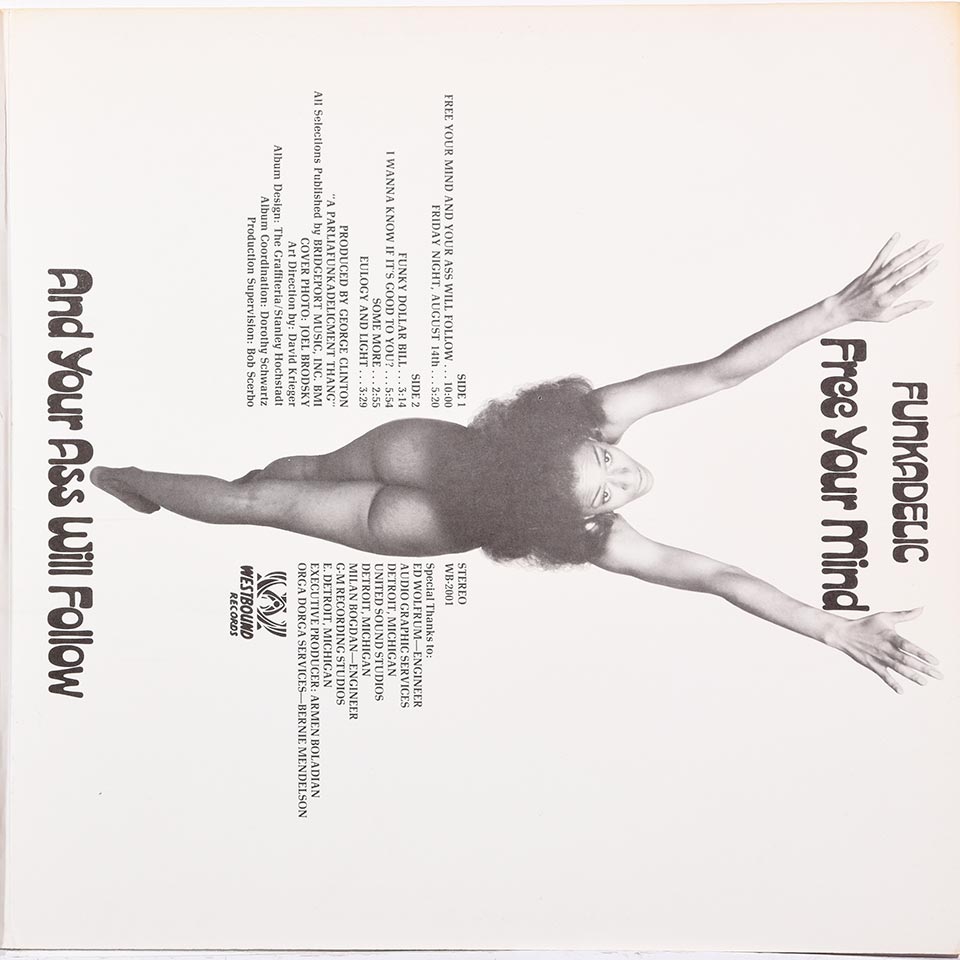 FUNKADELIC
Free Your Mind
SIDE 1
FREE YOUR MIND AND YOUR ASS WILL FOLLOW . . . 10:00
FRIDAY NIGHT, AUGUST 14th . . . 5:20
SIDE 2
FUNKY DOLLAR BILL . . . 3:14
I WANNA KNOW IF IT'S GOOD TO YOU? . . . 5:54
SOME MORE . . . 2:55
EULOGY AND LIGHT . . . 3:29
PRODUCED BY GEORGE CLINTON
"A PARLIAFUNKADELICMENT THANG"
All Selections Published by BRIDGEPORT MUSIC, INC. BMI
COVER PHOTO: JOEL BRODSKY
Art Direction by: David Krieger
Album Design: The Graffiteria/Stanley Hochstadt
Album Coordination: Dorothy Schwartz
Production Supervision: Bob Scerbo
STEREO
WB-2001
Special Thanks to:
ED WOLFRUM—ENGINEER
AUDIO GRAPHIC SERVICES
DETROIT, MICHIGAN
UNITED SOUND STUDIOS
DETROIT, MICHIGAN
MILAN BOGDAN—ENGINEER
G-M RECORDING STUDIOS
E. DETROIT, MICHIGAN
EXECUTIVE PRODUCER: ARMEN BOLADIAN
ORGA DORGA SERVICES—BERNIE MENDELSON
WESTBOUND
RECORDS
And Your Ass Will Follow